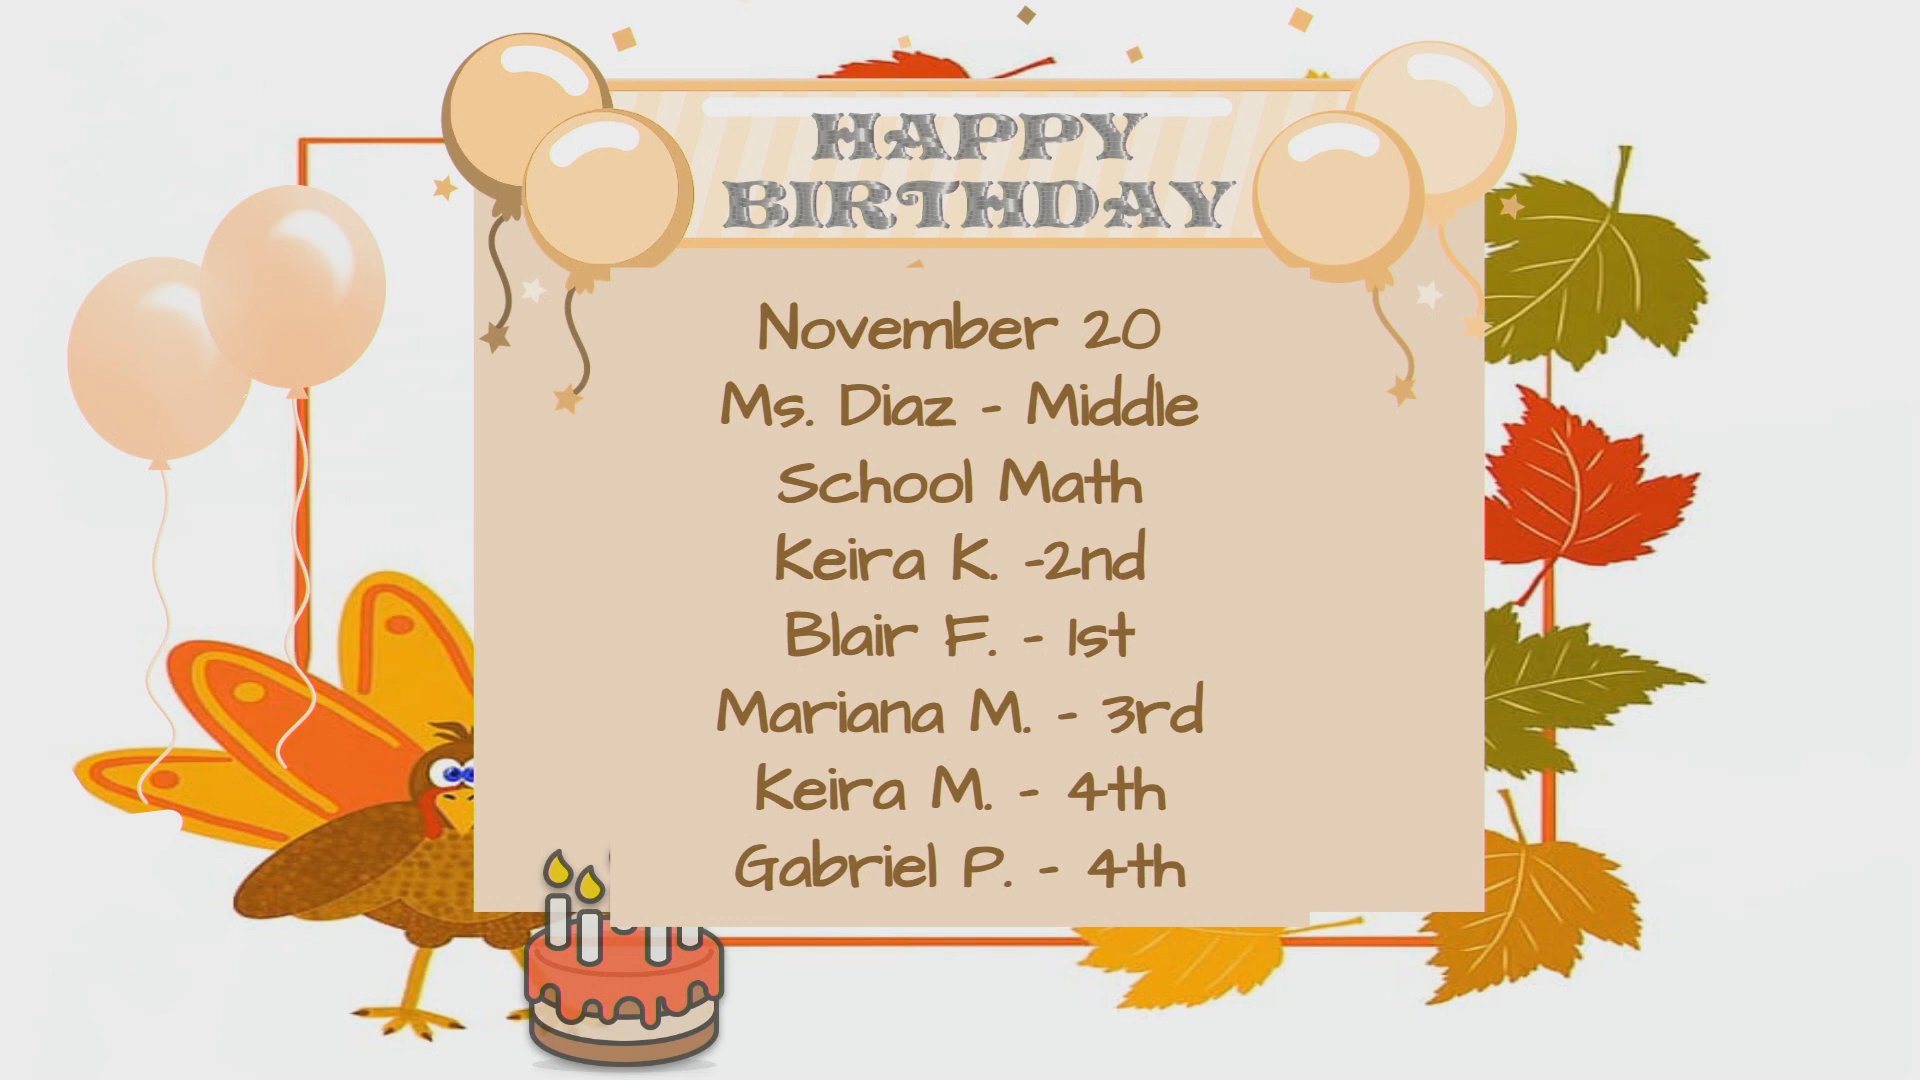 HAPPY
BIRTHDAY
November 20
Ms. Diaz - Middle
School Math
Keira K. -2nd
Blair F. - 1st
Mariana M. - 3rd
Keira M. - 4th
Gabriel P. - 4th